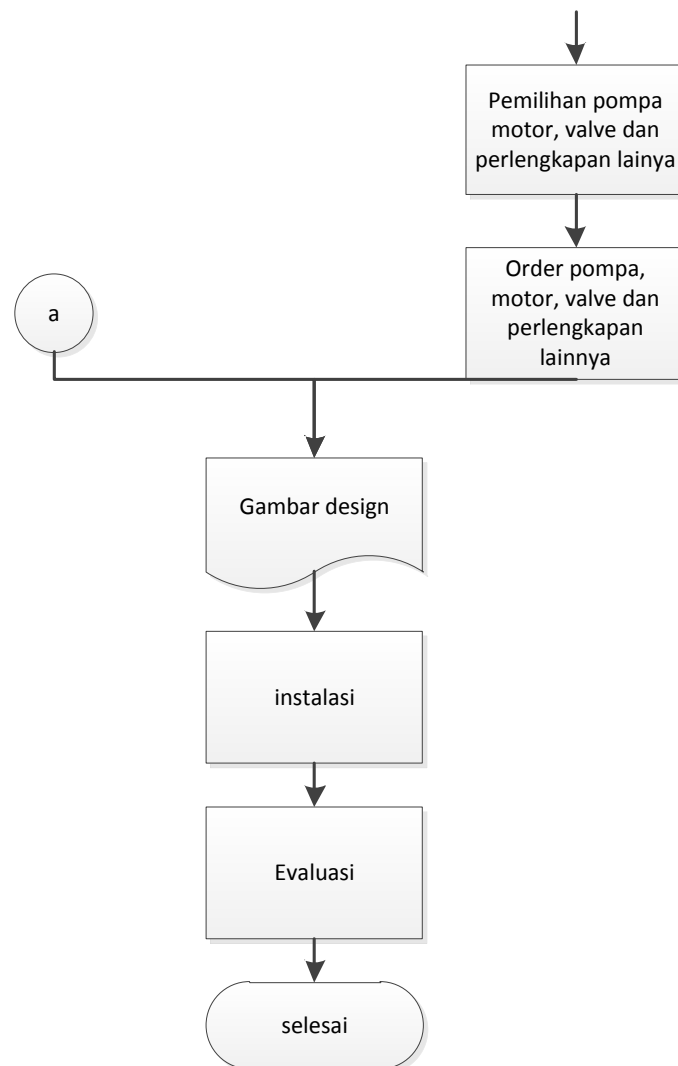 Pemilihan pompa
motor, valve dan
perlengkapan lainya
Order pompa,
motor, valve dan
perlengkapan
lainnya
a
Gambar design
instalasi
Evaluasi
selesai